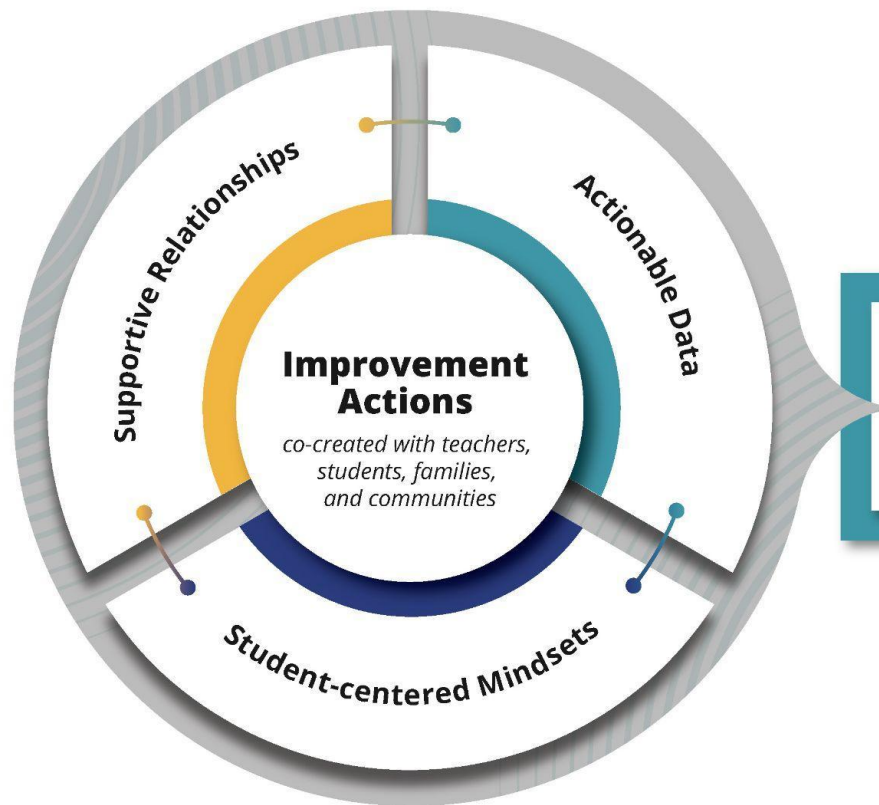 Supportive Relationships
Actionable Data
Improvement
Actions
co-created with teachers,
students, families,
and communities
Student-centered Mindsets